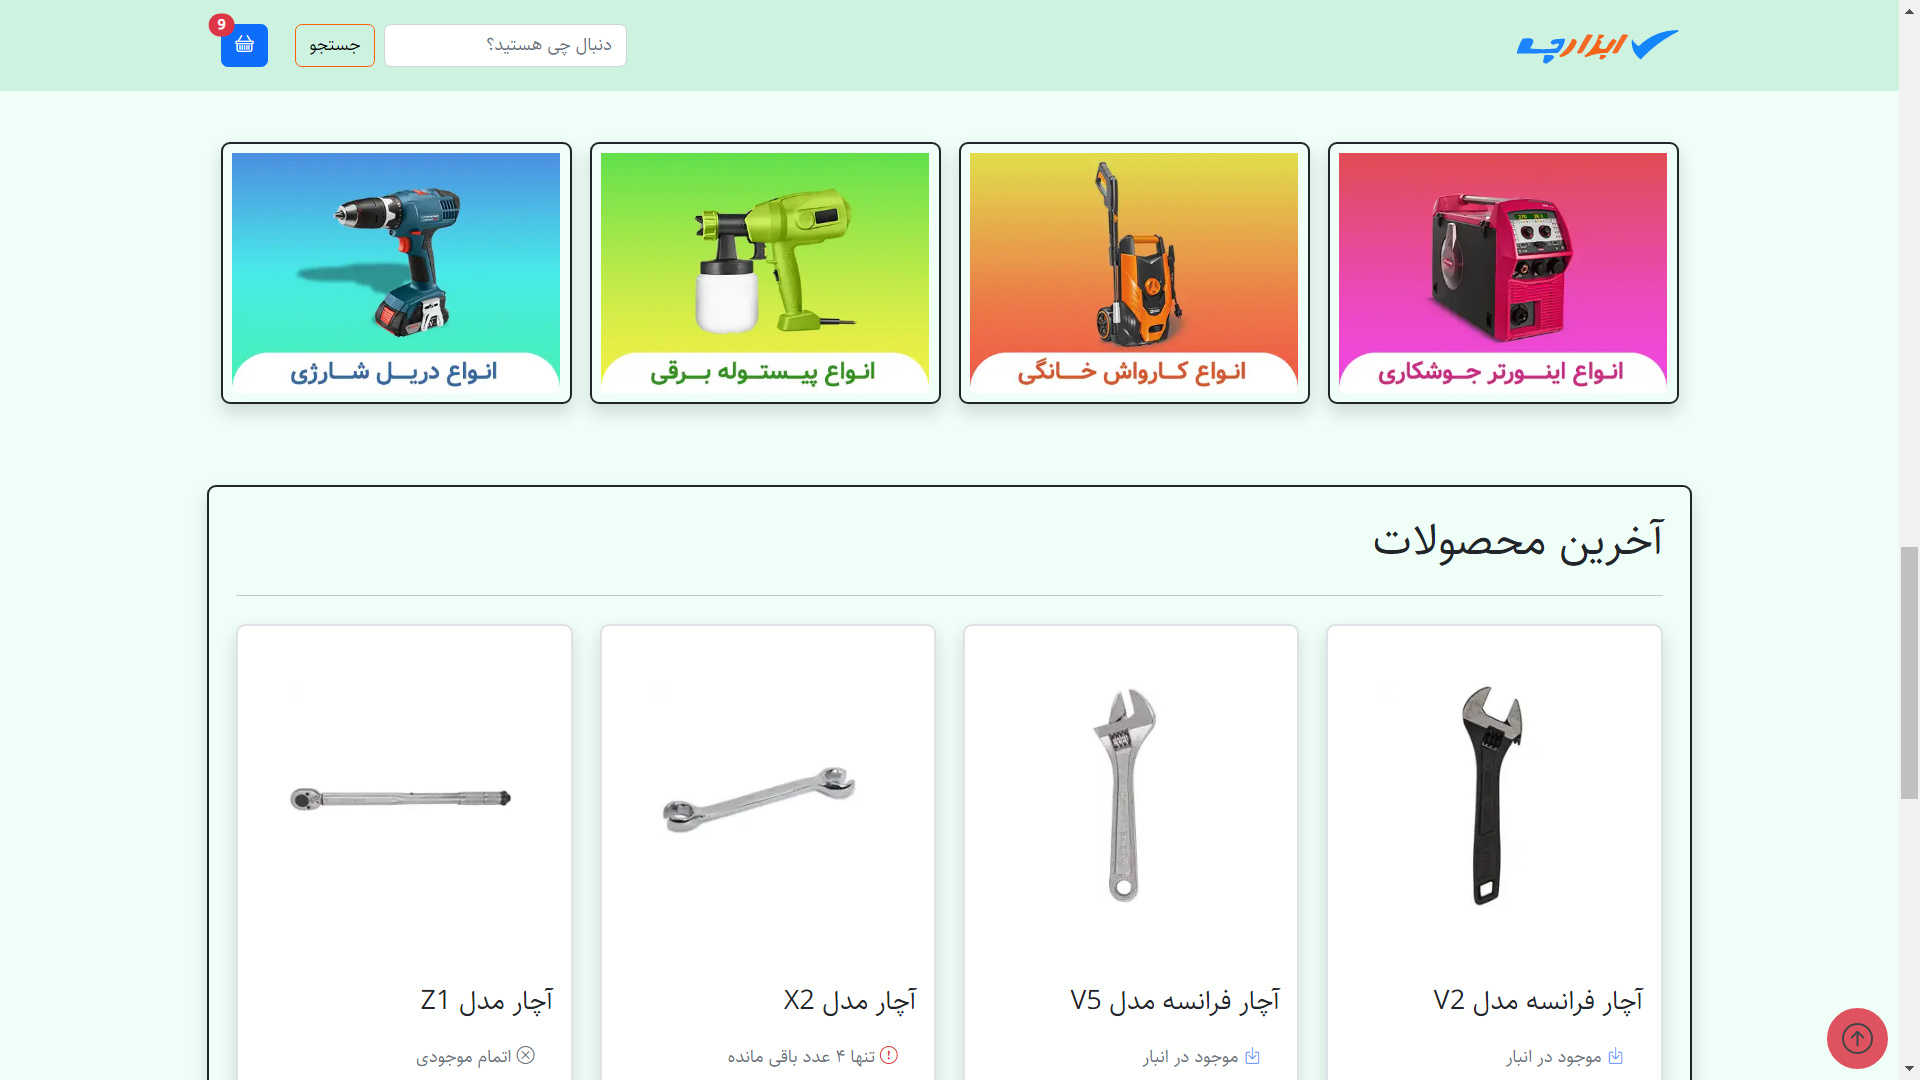 ابزارچی
دنبال چی هستید؟
جستجو
9
انواع اینورتر جوشکاری
انواع کارواش خانگی
انواع پیستوله برقی
انواع دریل شارژی
آخرین محصولات
آچار فرانسه مدل V2
موجود در انبار
آچار فرانسه مدل V5
موجود در انبار
آچار مدل X2
تنها ۴ عدد باقی مانده
آچار مدل Z1
اتمام موجودی